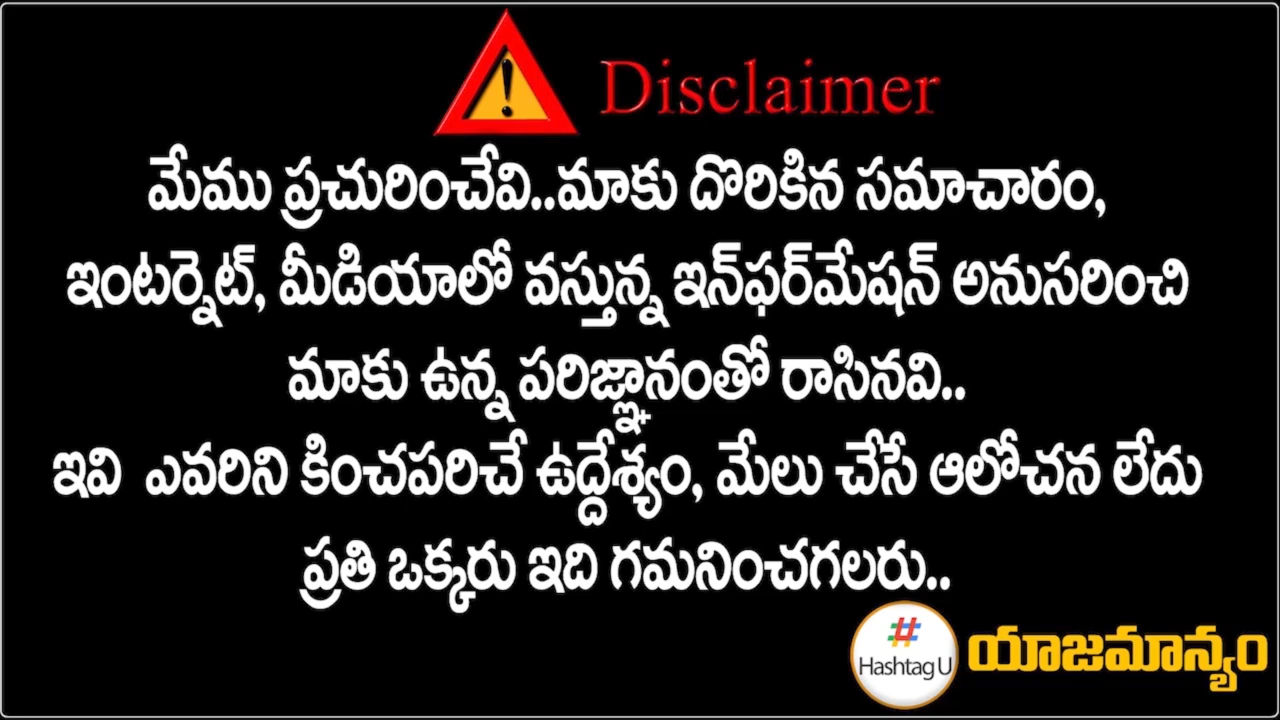 Disclaimer
మేము ప్రచురించేవి..మాకు దొరికిన సమాచారం,
ఇంటర్నెట్, మీడియాలో వస్తున్న ఇన్‌ఫర్‌మేషన్ అనుసరించి
మాకు ఉన్న పరిజ్ఞానంతో రాసినవి..
ఇవి ఎవరిని కించపరిచే ఉద్దేశ్యం, మేలు చేసే ఆలోచన లేదు
ప్రతి ఒక్కరు ఇది గమనించగలరు..
#
Hashtag U
యాజమాన్యం